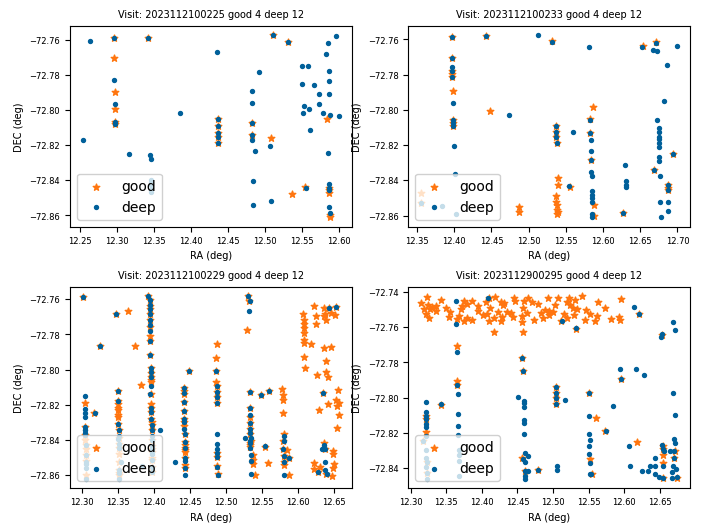 Visit: 2023112100225 good 4 deep 12
−72.76
−72.78
−72.80
−72.82
−72.84
−72.86
DEC (deg)
good
deep
12.25 12.30 12.35 12.40 12.45 12.50 12.55 12.60
RA (deg)
Visit: 2023112100233 good 4 deep 12
−72.76
−72.78
−72.80
−72.82
−72.84
−72.86
DEC (deg)
good
deep
12.35 12.40 12.45 12.50 12.55 12.60 12.65 12.70
RA (deg)
Visit: 2023112100229 good 4 deep 12
−72.76
−72.78
−72.80
−72.82
−72.84
−72.86
DEC (deg)
good
deep
12.30 12.35 12.40 12.45 12.50 12.55 12.60 12.65
RA (deg)
Visit: 2023112900295 good 4 deep 12
−72.74
−72.76
−72.78
−72.80
−72.82
−72.84
DEC (deg)
good
deep
12.30 12.35 12.40 12.45 12.50 12.55 12.60 12.65
RA (deg)